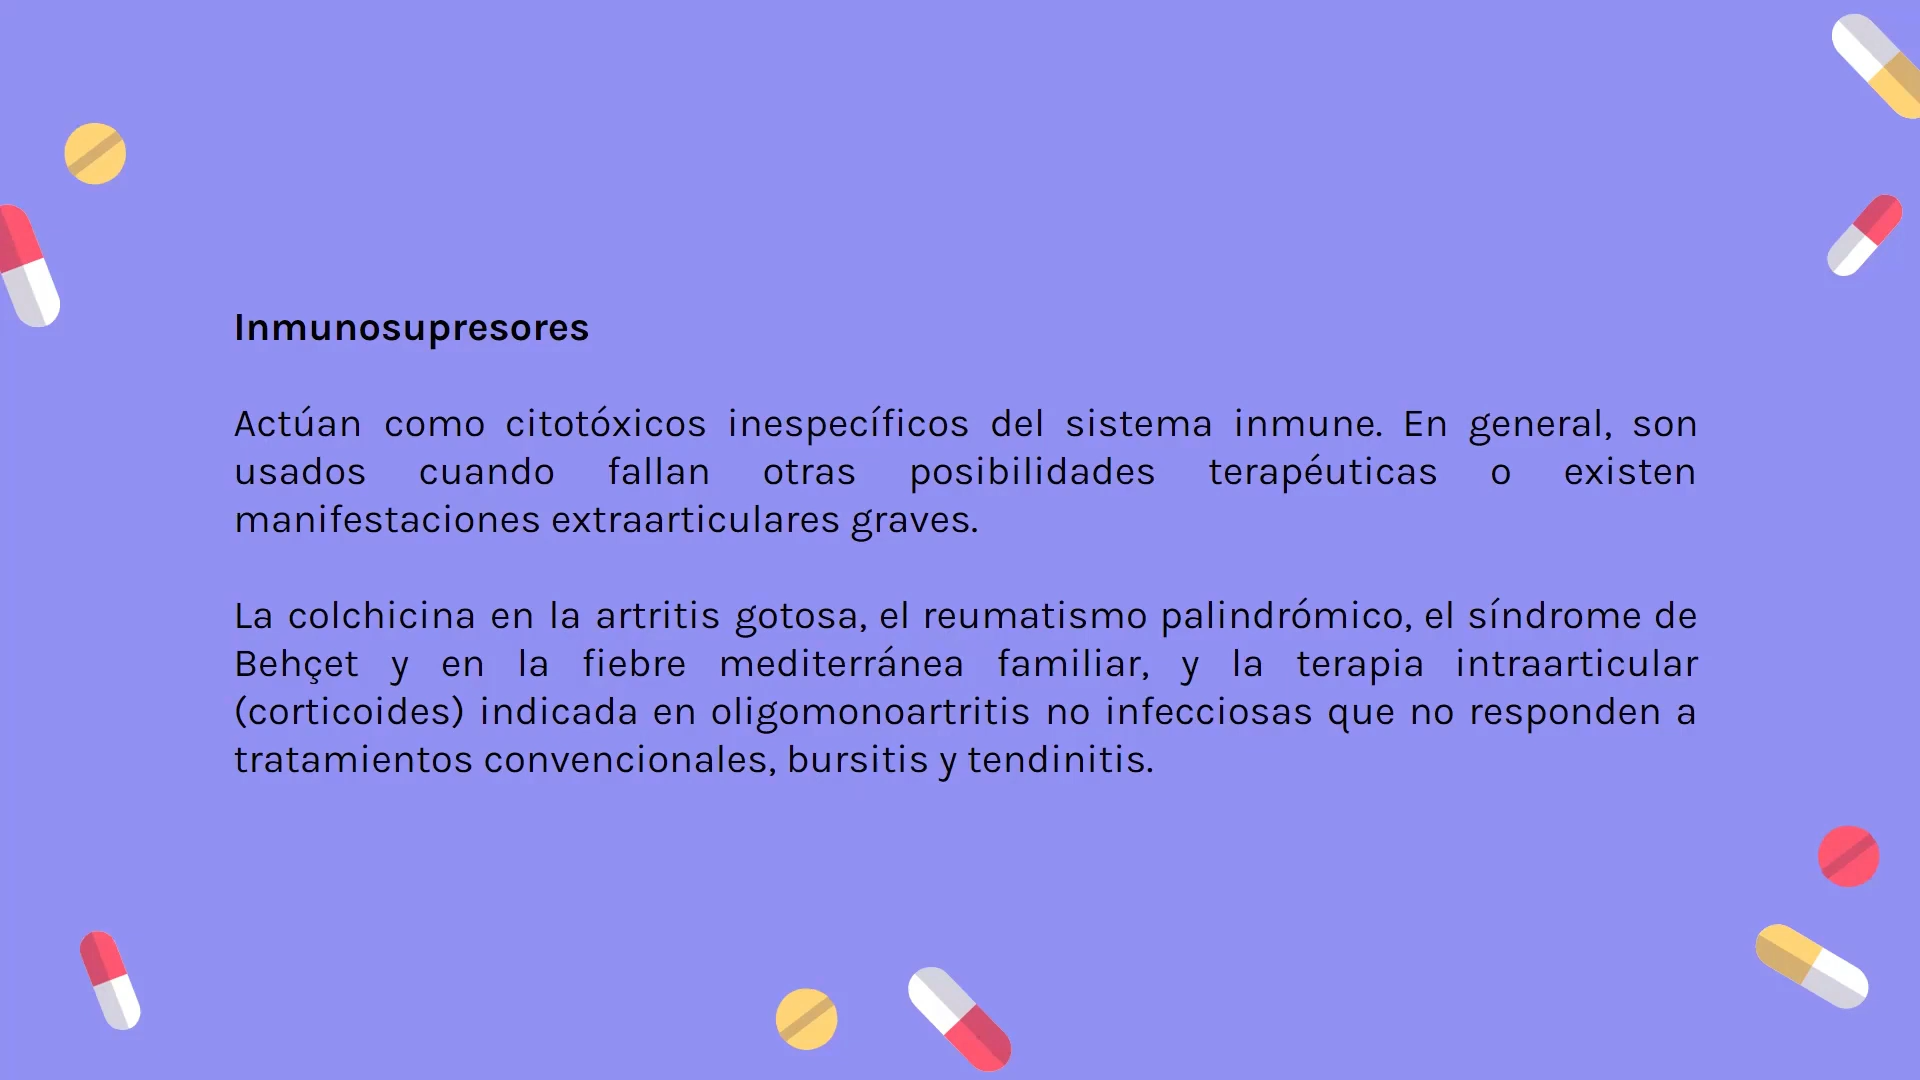 Inmunosupresores
Actúan como citotóxicos inespecíficos del sistema inmune. En general, son
usados cuando fallan otras posibilidades terapéuticas o existen
manifestaciones extraarticulares graves.
La colchicina en la artritis gotosa, el reumatismo palindrómico, el síndrome de
Behçet y en la fiebre mediterránea familiar, y la terapia intraarticular
(corticoides) indicada en oligomonoartritis no infecciosas que no responden a
tratamientos convencionales, bursitis y tendinitis.